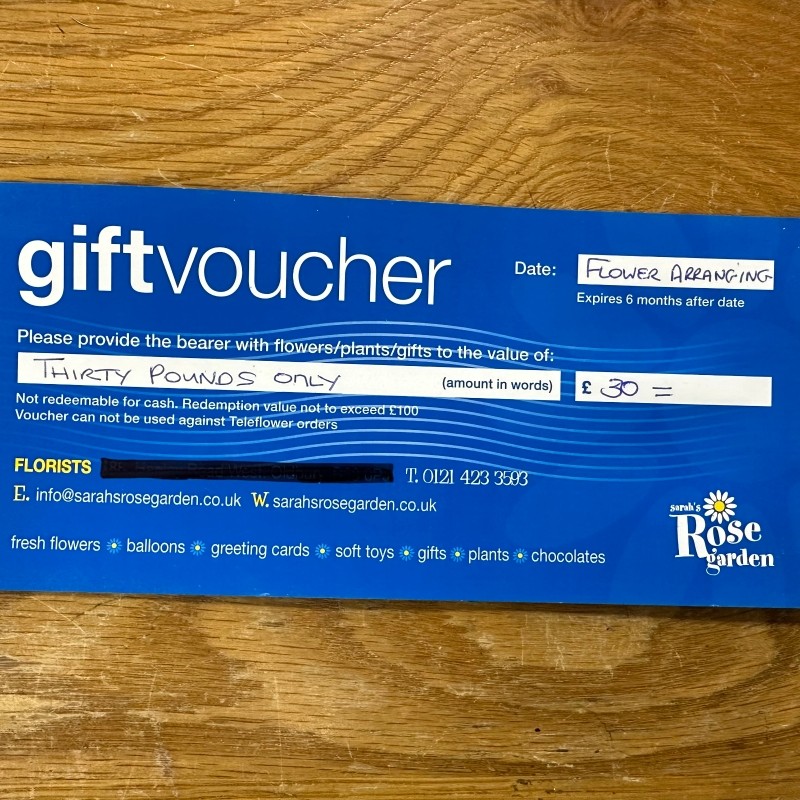 giftvoucher
Date: FLOWER ARRANGING
Expires 6 months after date
Please provide the bearer with flowers/plants/gifts to the value of:
THIRTY POUNDS ONLY (amount in words) £ 30 =
Not redeemable for cash. Redemption value not to exceed £100
Voucher can not be used against Teleflower orders
FLORISTS T. 0121 423 3593
E. info@sarahsrosegarden.co.uk W. sarahsrosegarden.co.uk
sarah's
Rose
garden
fresh flowers balloons greeting cards soft toys gifts plants chocolates